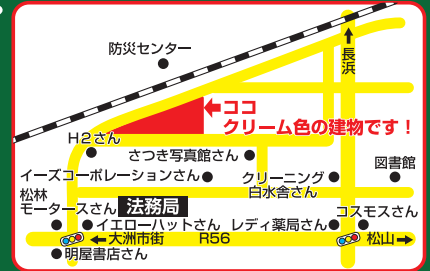 防災センター
長浜
ココ
クリーム色の建物です！
H2さん
さつき写真館さん
イーズコーポレーションさん
クリーニング
白水舎さん
図書館
松林
モータースさん
法務局
イエローハットさん
レディ薬局さん
コスモスさん
大洲市街
R56
松山
明屋書店さん